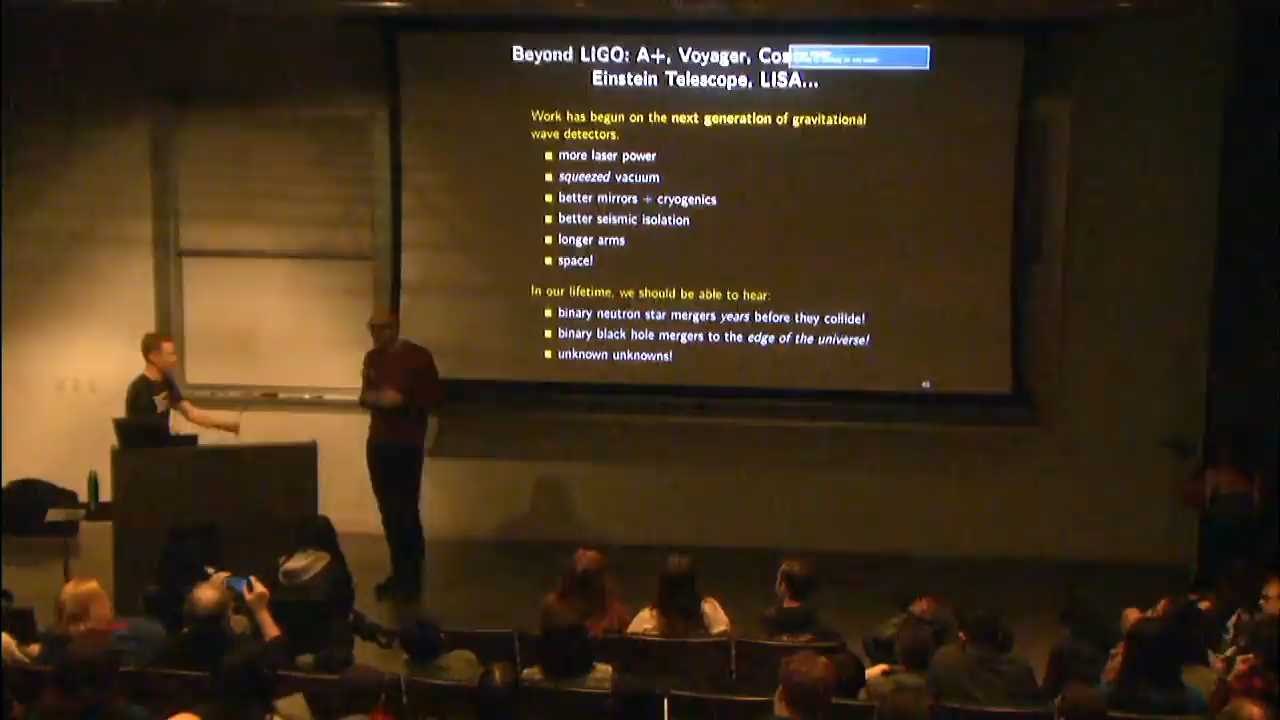 Beyond LIGO: A+, Voyager, Cos
Einstein Telescope, LISA...
Work has begun on the next generation of gravitational
wave detectors.
more laser power
squeezed vacuum
better mirrors + cryogenics
better seismic isolation
longer arms
space!
In our lifetime, we should be able to hear:
binary neutron star mergers years before they collide!
binary black hole mergers to the edge of the universe!
unknown unknowns!